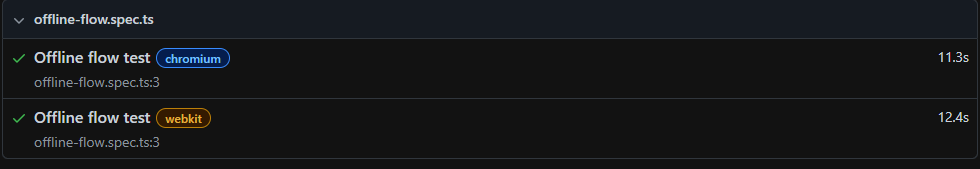 offline-flow.spec.ts
Offline flow test chromium 11.3s
offline-flow.spec.ts:3
Offline flow test webkit 12.4s
offline-flow.spec.ts:3